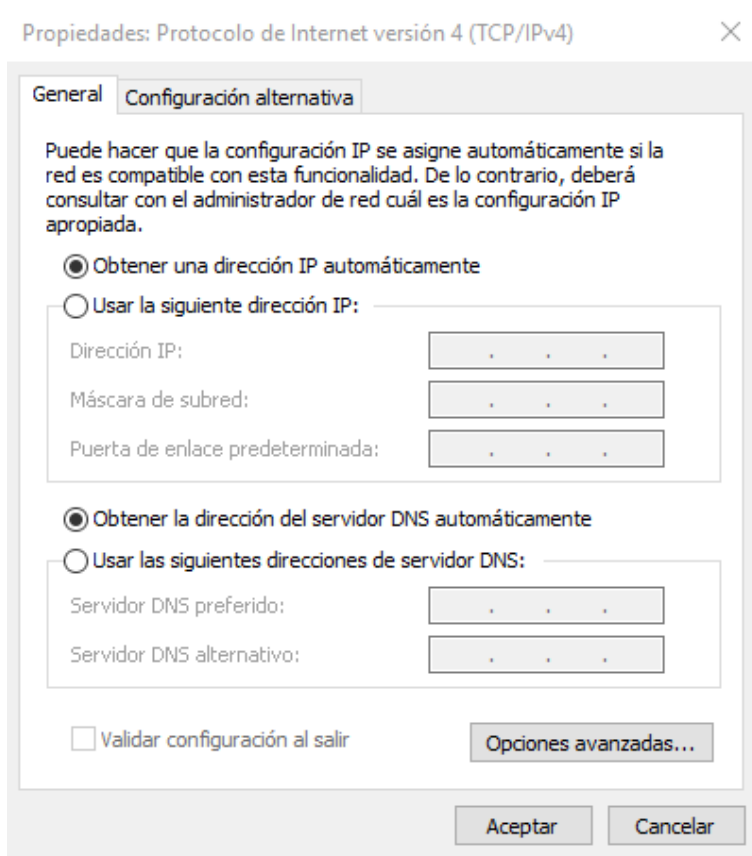 Propiedades: Protocolo de Internet versión 4 (TCP/IPv4)
General
Configuración alternativa
Puede hacer que la configuración IP se asigne automáticamente si la
red es compatible con esta funcionalidad. De lo contrario, deberá
consultar con el administrador de red cuál es la configuración IP
apropiada.
Obtener una dirección IP automáticamente
Usar la siguiente dirección IP:
Dirección IP:
Máscara de subred:
Puerta de enlace predeterminada:
Obtener la dirección del servidor DNS automáticamente
Usar las siguientes direcciones de servidor DNS:
Servidor DNS preferido:
Servidor DNS alternativo:
Validar configuración al salir
Opciones avanzadas...
Aceptar
Cancelar